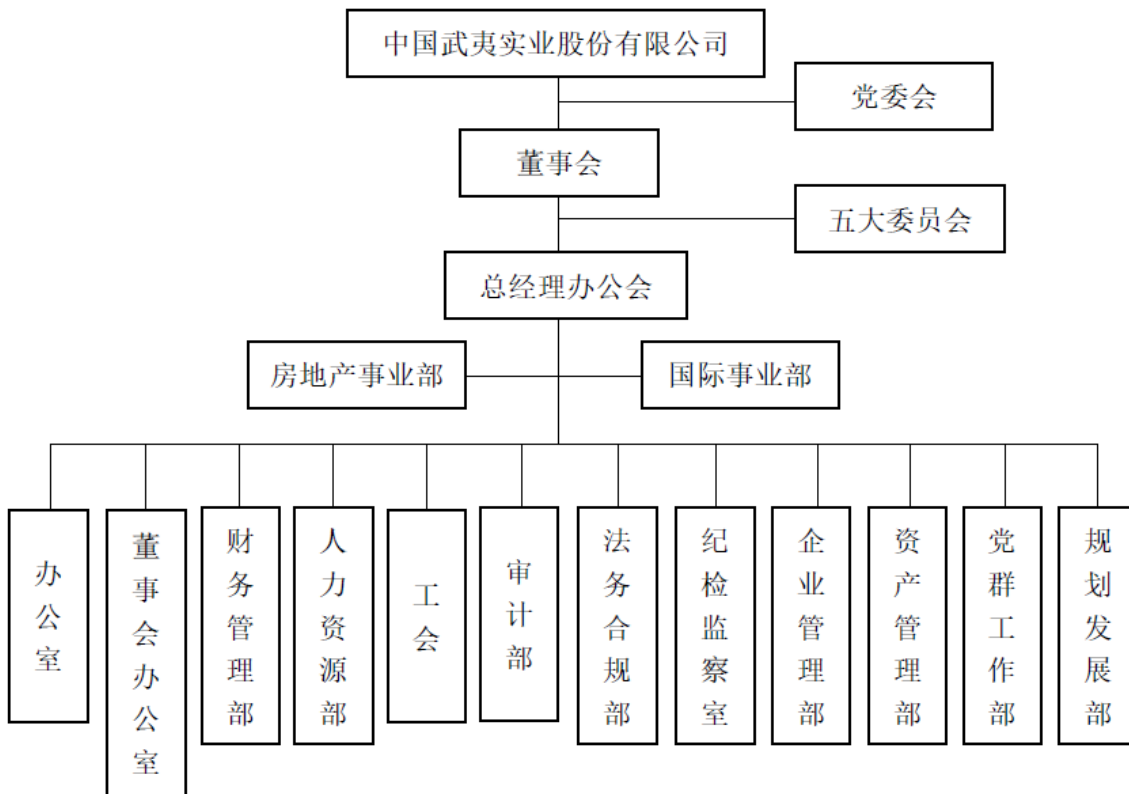 中国武夷实业股份有限公司
党委会
董事会
五大委员会
总经理办公会
房地产事业部
国际事业部
办公室
董事会办公室
财务管理部
人力资源部
工会
审计部
法务合规部
纪检监察室
企业管理部
资产管理部
党群工作部
规划发展部